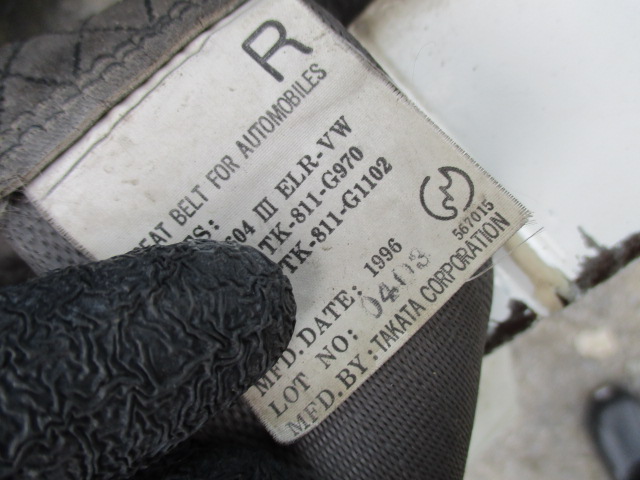 R
SEAT BELT FOR AUTOMOBILES
604 III ELR-VW
TK-811-G970
TK-811-G1102
MFD. DATE: 1996
LOT NO: 0403
MFD. BY: TAKATA CORPORATION
567015